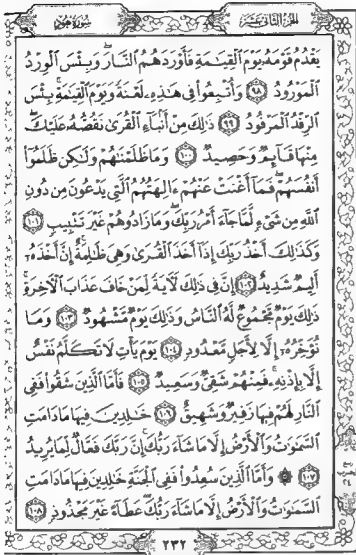 الجزء الثاني عشر
سورة هود
يَقْدُمُ قَوْمَهُۥ يَوْمَ ٱلْقِيَٰمَةِ فَأَوْرَدَهُمُ ٱلنَّارَ ۖ وَبِئْسَ ٱلْوِرْدُ
ٱلْمَوْرُودُ ٩٨ وَأُتْبِعُوا۟ فِى هَٰذِهِۦ لَعْنَةً وَيَوْمَ ٱلْقِيَٰمَةِ ۚ بِئْسَ
ٱلرِّفْدُ ٱلْمَرْفُودُ ٩٩ ذَٰلِكَ مِنْ أَنۢبَآءِ ٱلْقُرَىٰ نَقُصُّهُۥ عَلَيْكَ ۖ
مِنْهَا قَآئِمٌ وَحَصِيدٌ ١٠٠ وَمَا ظَلَمْنَٰهُمْ وَلَٰكِن ظَلَمُوٓا۟
أَنفُسَهُمْ ۖ فَمَآ أَغْنَتْ عَنْهُمْ ءَالِهَتُهُمُ ٱلَّتِى يَدْعُونَ مِن دُونِ
ٱللَّهِ مِن شَىْءٍ لَّمَّا جَآءَ أَمْرُ رَبِّكَ ۖ وَمَا زَادُوهُمْ غَيْرَ تَتْبِيبٍ ١٠١
وَكَذَٰلِكَ أَخْذُ رَبِّكَ إِذَآ أَخَذَ ٱلْقُرَىٰ وَهِىَ ظَٰلِمَةٌ ۚ إِنَّ أَخْذَهُۥٓ
أَلِيمٌ شَدِيدٌ ١٠٢ إِنَّ فِى ذَٰلِكَ لَءَايَةً لِّمَنْ خَافَ عَذَابَ ٱلْءَاخِرَةِ ۚ
ذَٰلِكَ يَوْمٌ مَّجْمُوعٌ لَّهُ ٱلنَّاسُ وَذَٰلِكَ يَوْمٌ مَّشْهُودٌ ١٠٣ وَمَا
نُؤَخِّرُهُۥٓ إِلَّا لِأَجَلٍ مَّعْدُودٍ ١٠٤ يَوْمَ يَأْتِ لَا تَكَلَّمُ نَفْسٌ
إِلَّا بِإِذْنِهِۦ ۚ فَمِنْهُمْ شَقِىٌّ وَسَعِيدٌ ١٠٥ فَأَمَّا ٱلَّذِينَ شَقُوا۟ فَفِى
ٱلنَّارِ لَهُمْ فِيهَا زَفِيرٌ وَشَهِيقٌ ١٠٦ خَٰلِدِينَ فِيهَا مَا دَامَتِ
ٱلسَّمَٰوَٰتُ وَٱلْأَرْضُ إِلَّا مَا شَآءَ رَبُّكَ ۚ إِنَّ رَبَّكَ فَعَّالٌ لِّمَا يُرِيدُ
١٠٧ ۞ وَأَمَّا ٱلَّذِينَ سُعِدُوا۟ فَفِى ٱلْجَنَّةِ خَٰلِدِينَ فِيهَا مَا دَامَتِ
ٱلسَّمَٰوَٰتُ وَٱلْأَرْضُ إِلَّا مَا شَآءَ رَبُّكَ ۖ عَطَآءً غَيْرَ مَجْذُوذٍ ١٠٨
٢٣٣